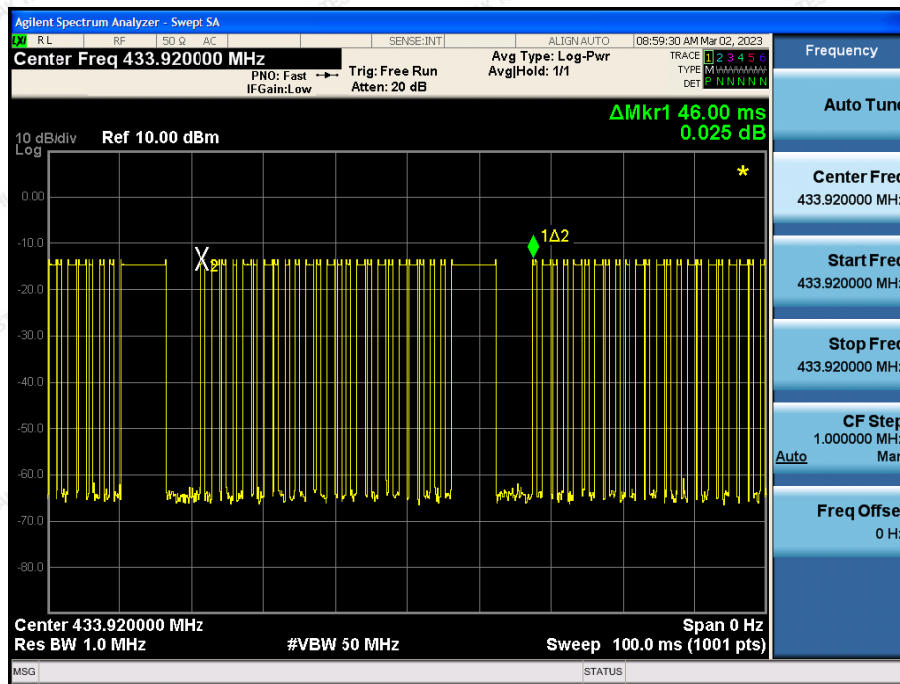 Agilent Spectrum Analyzer - Swept SA
LXI RL RF 50 Ω AC SENSE:INT ALIGN AUTO 08:59:30 AM Mar 02, 2023
Center Freq 433.920000 MHz
PNO: Fast
IFGain:Low
Trig: Free Run
Atten: 20 dB
Avg Type: Log-Pwr
Avg|Hold: 1/1
TRACE 1 2 3 4 5 6
TYPE M
DET P N N N N N
ΔMkr1 46.00 ms
0.025 dB
10 dB/div Ref 10.00 dBm
Log
0.00
-10.0
-20.0
-30.0
-40.0
-50.0
-60.0
-70.0
-80.0
X2
1Δ2
*
Center 433.920000 MHz Span 0 Hz
Res BW 1.0 MHz #VBW 50 MHz Sweep 100.0 ms (1001 pts)
MSG STATUS
Frequency
Auto Tune
Center Freq
433.920000 MHz
Start Freq
433.920000 MHz
Stop Freq
433.920000 MHz
CF Step
1.000000 MHz
Auto Man
Freq Offset
0 Hz